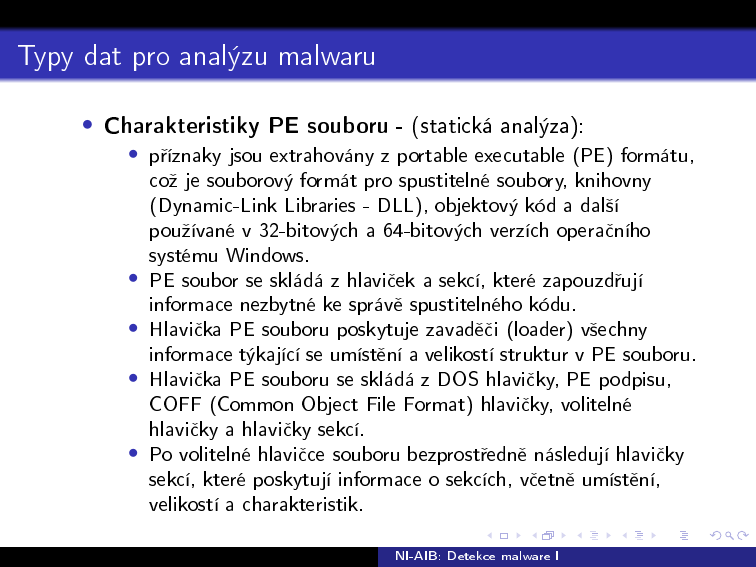 Typy dat pro analýzu malwaru
• Charakteristiky PE souboru - (statická analýza):
• příznaky jsou extrahovány z portable executable (PE) formátu,
což je souborový formát pro spustitelné soubory, knihovny
(Dynamic-Link Libraries - DLL), objektový kód a další
používané v 32-bitových a 64-bitových verzích operačního
systému Windows.
• PE soubor se skládá z hlaviček a sekcí, které zapouzdřují
informace nezbytné ke správě spustitelného kódu.
• Hlavička PE souboru poskytuje zavaděči (loader) všechny
informace týkající se umístění a velikostí struktur v PE souboru.
• Hlavička PE souboru se skládá z DOS hlavičky, PE podpisu,
COFF (Common Object File Format) hlavičky, volitelné
hlavičky a hlavičky sekcí.
• Po volitelné hlavičce souboru bezprostředně následují hlavičky
sekcí, které poskytují informace o sekcích, včetně umístění,
velikostí a charakteristik.
NI-AIB: Detekce malware I